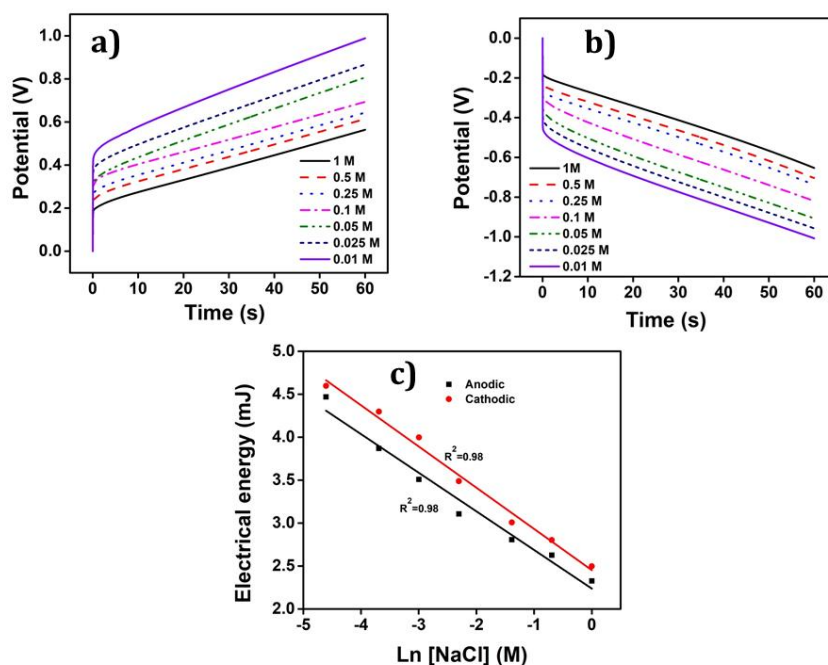 a)
Potential (V)
1.0
0.8
0.6
0.4
0.2
0.0
1 M
0.5 M
0.25 M
0.1 M
0.05 M
0.025 M
0.01 M
0 10 20 30 40 50 60
Time (s)
b)
Potential (V)
0.0
-0.2
-0.4
-0.6
-0.8
-1.0
-1.2
1M
0.5 M
0.25 M
0.1 M
0.05 M
0.025 M
0.01 M
0 10 20 30 40 50 60
Time (s)
c)
Electrical energy (mJ)
5.0
4.5
4.0
3.5
3.0
2.5
2.0
Anodic
Cathodic
R²=0.98
R²=0.98
-5 -4 -3 -2 -1 0
Ln [NaCl] (M)